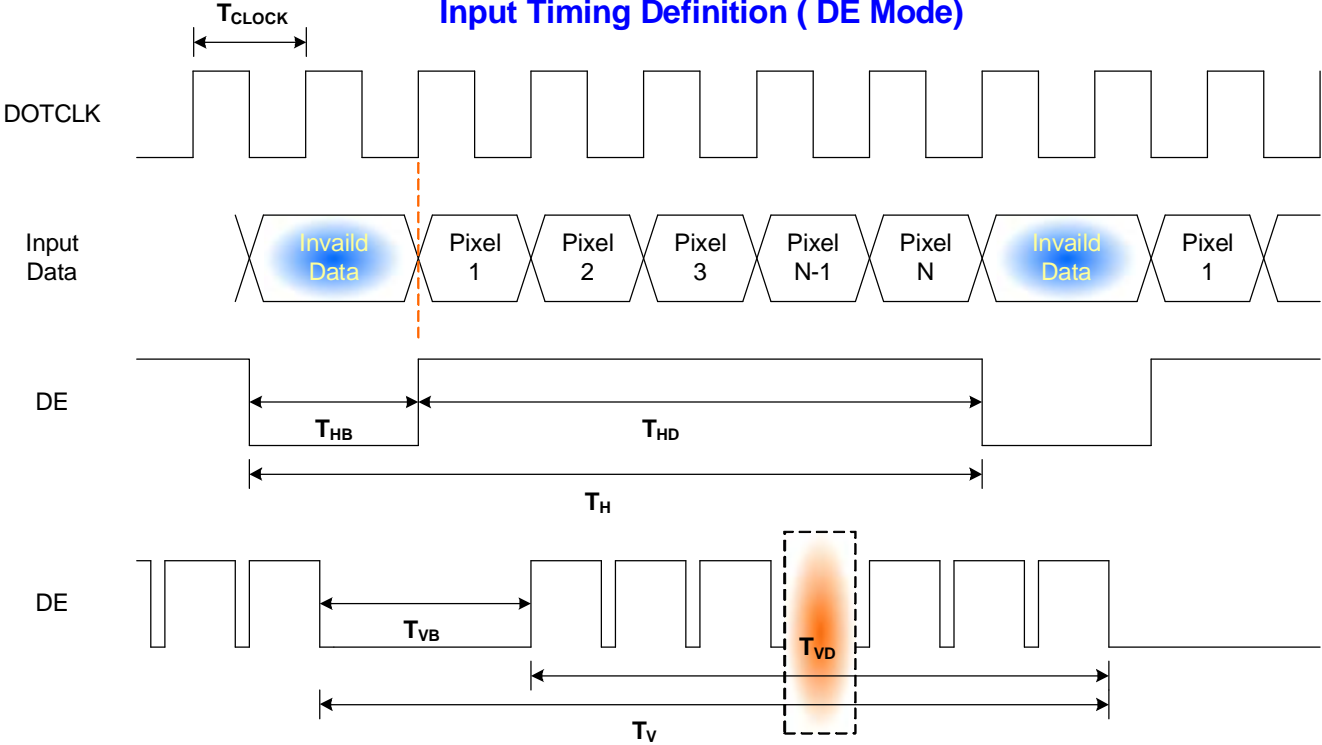 Input Timing Definition ( DE Mode)
TCLOCK
DOTCLK
Input
Data
Invaild
Data
Pixel
1
Pixel
2
Pixel
3
Pixel
N-1
Pixel
N
Invaild
Data
Pixel
1
DE
THB
THD
TH
DE
TVB
TVD
TV